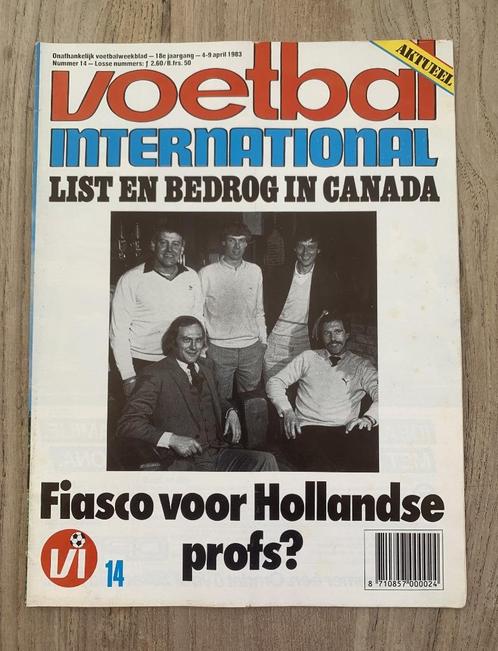 Onafhankelijk voetbalweekblad — 18e jaargang — 4-9 april 1983
Nummer 14 — Losse nummers: ƒ 2,60/B.frs. 50
AKTUEEL
voetbal
INTERNATIONAL
LIST EN BEDROG IN CANADA
Fiasco voor Hollandse
profs?
VI
14
8 710857 000024